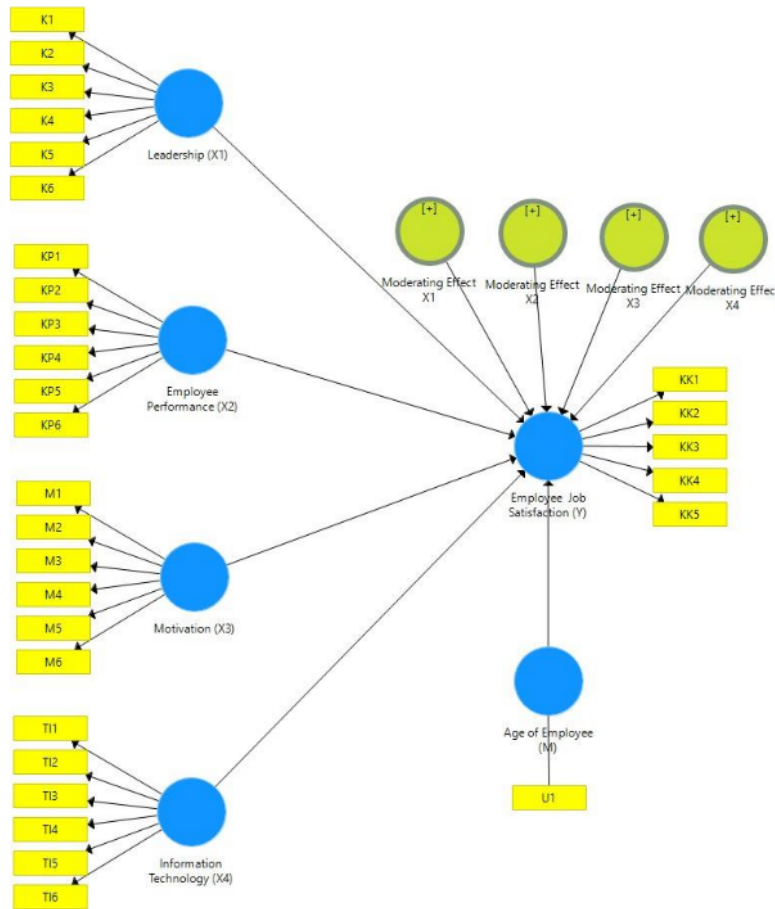 K1
K2
K3
K4
K5
K6
Leadership (X1)
[+]
[+]
[+]
[+]
Moderating Effect
X1
Moderating Effect
X2
Moderating Effect
X3
Moderating Effect
X4
KP1
KP2
KP3
KP4
KP5
KP6
Employee
Performance (X2)
KK1
KK2
KK3
KK4
KK5
Employee Job
Satisfaction (Y)
M1
M2
M3
M4
M5
M6
Motivation (X3)
Age of Employee
(M)
U1
TI1
TI2
TI3
TI4
TI5
TI6
Information
Technology (X4)